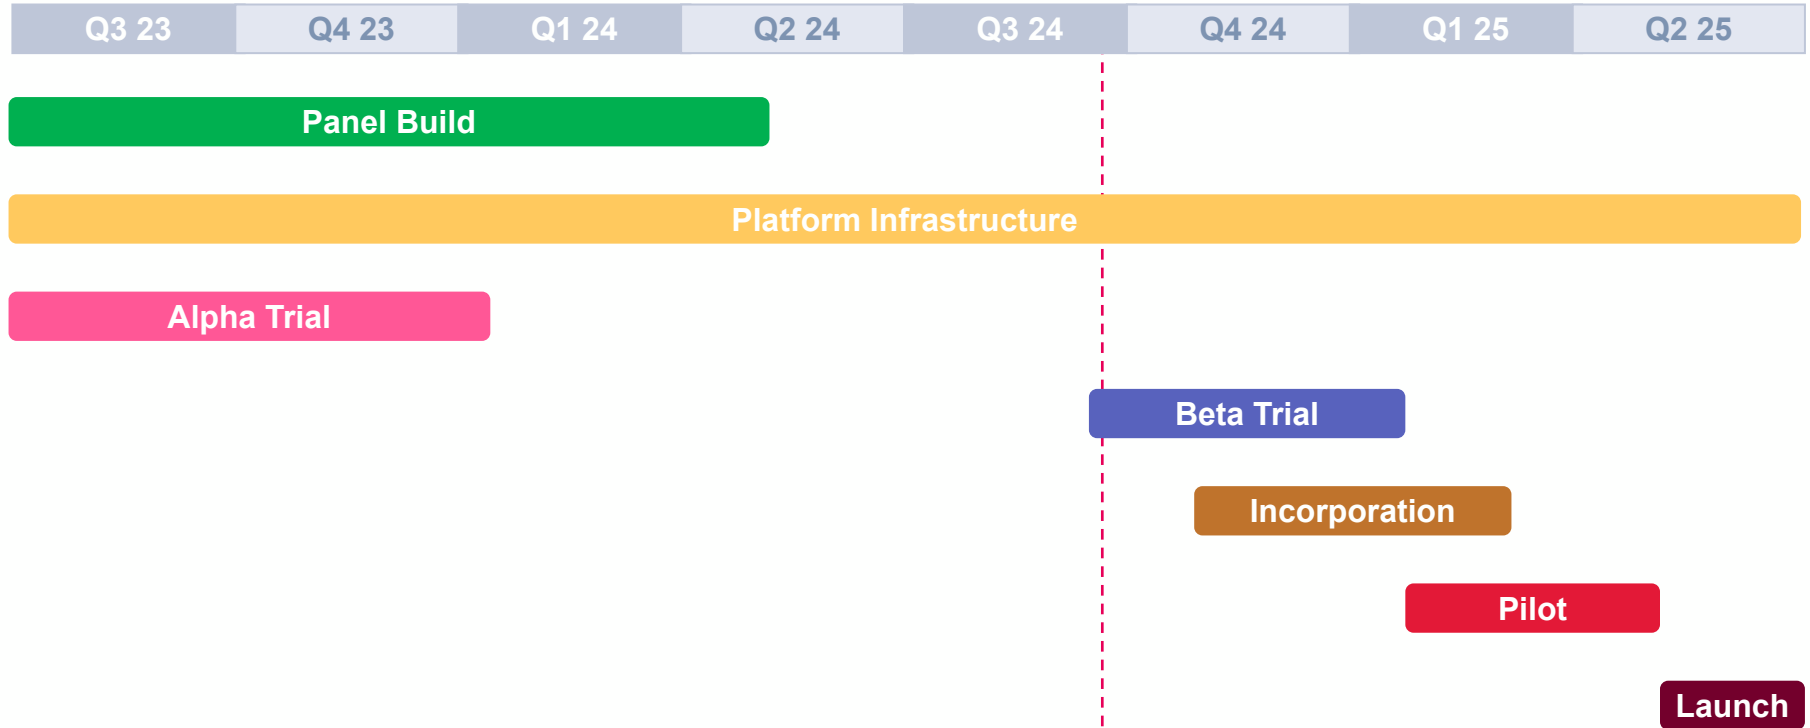 Q3 23 Q4 23 Q1 24 Q2 24 Q3 24 Q4 24 Q1 25 Q2 25
Panel Build
Platform Infrastructure
Alpha Trial
Beta Trial
Incorporation
Pilot
Launch